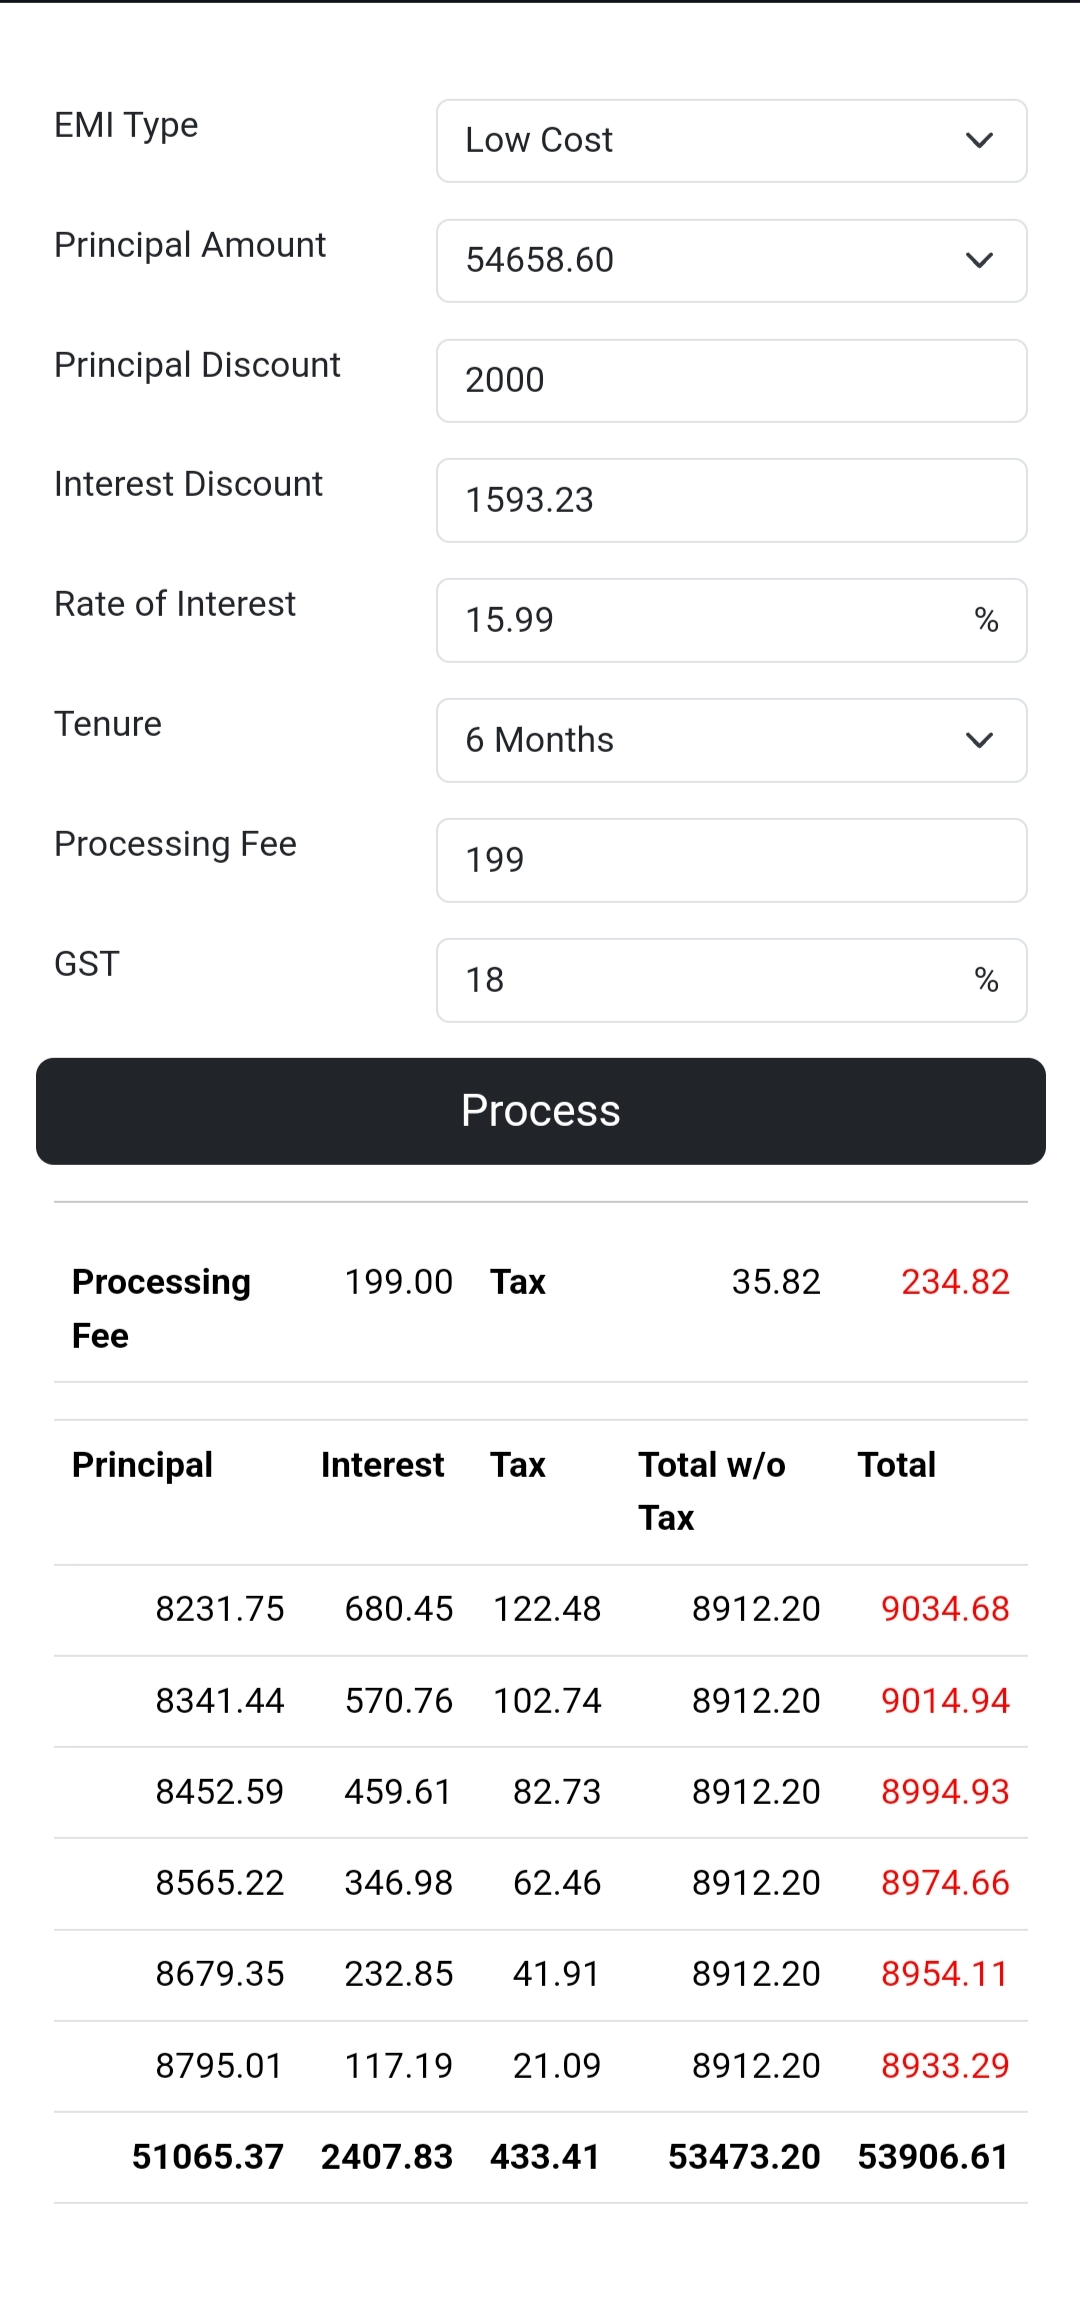 EMI Type
Low Cost
Principal Amount
54658.60
Principal Discount
2000
Interest Discount
1593.23
Rate of Interest
15.99 %
Tenure
6 Months
Processing Fee
199
GST
18 %
Process
Processing 199.00 Tax 35.82 234.82
Fee
Principal Interest Tax Total w/o Total
Tax
8231.75 680.45 122.48 8912.20 9034.68
8341.44 570.76 102.74 8912.20 9014.94
8452.59 459.61 82.73 8912.20 8994.93
8565.22 346.98 62.46 8912.20 8974.66
8679.35 232.85 41.91 8912.20 8954.11
8795.01 117.19 21.09 8912.20 8933.29
51065.37 2407.83 433.41 53473.20 53906.61